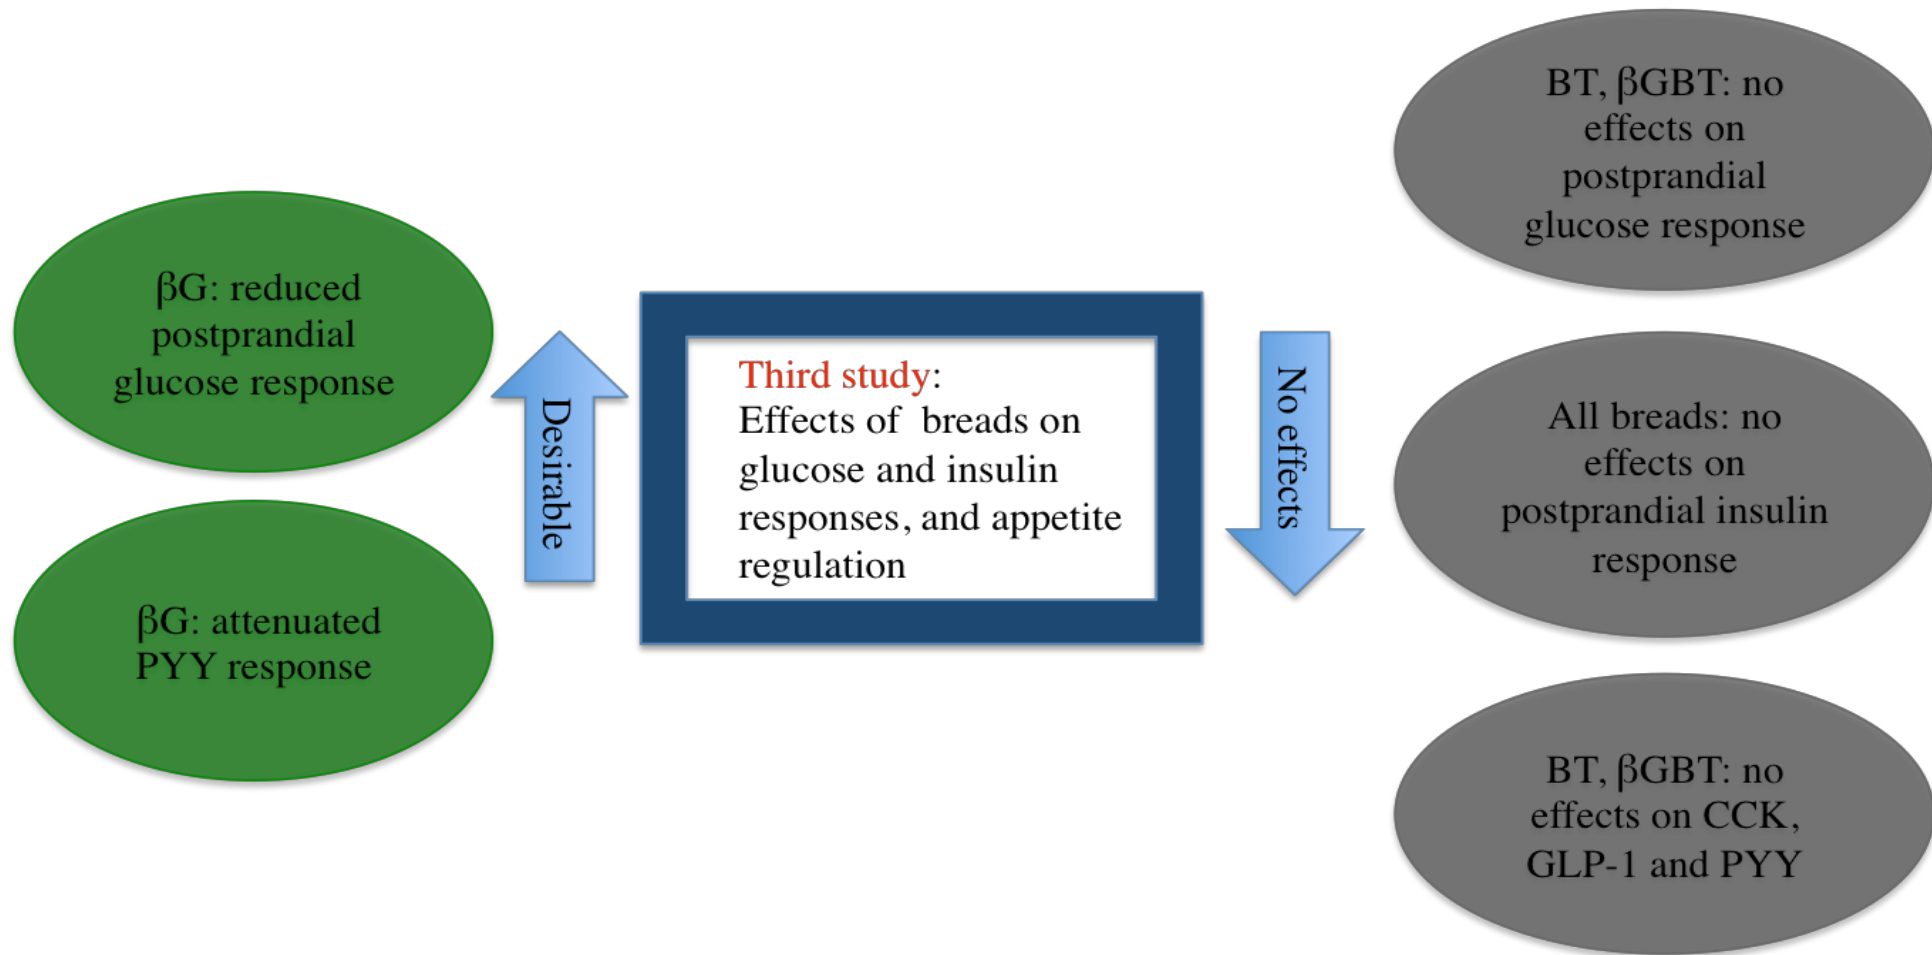 βG: reduced
postprandial
glucose response
βG: attenuated
PYY response
Desirable
Third study:
Effects of  breads on
glucose and insulin
responses, and appetite
regulation
No effects
BT, βGBT: no
effects on
postprandial
glucose response
All breads: no
effects on
postprandial insulin
response
BT, βGBT: no
effects on CCK,
GLP-1 and PYY